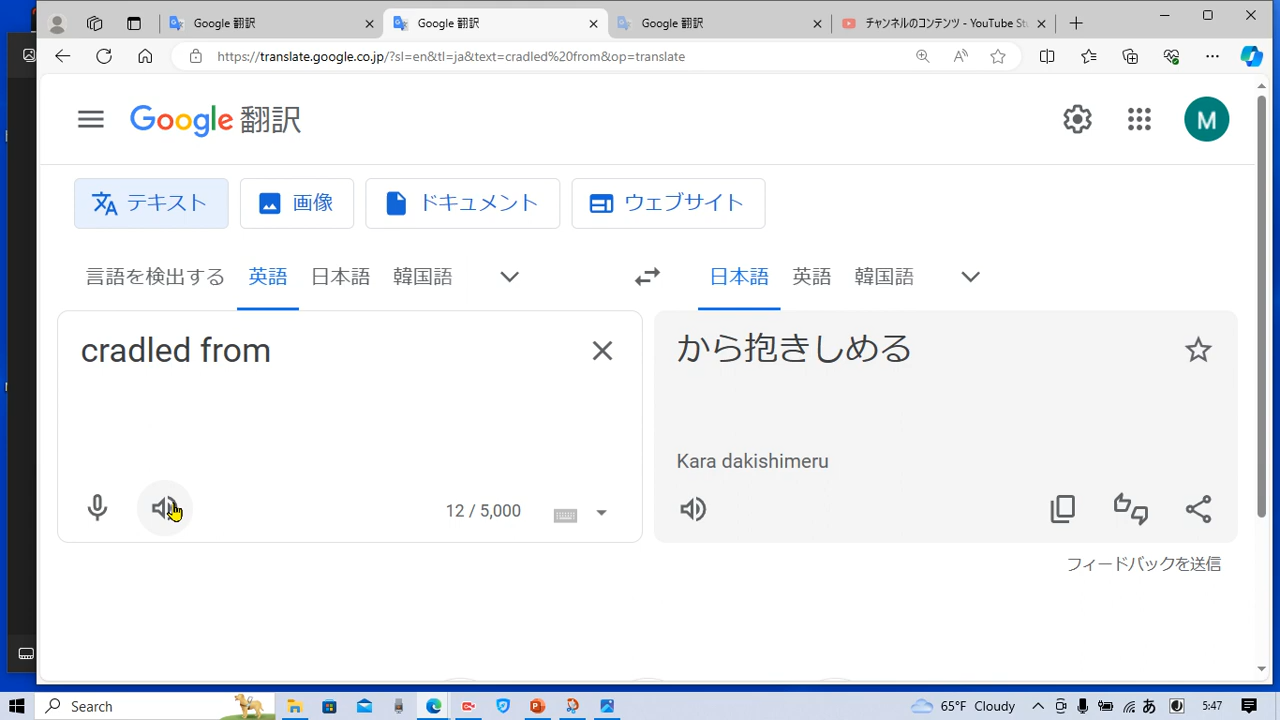 Google 翻訳
Google 翻訳
Google 翻訳
チャンネルのコンテンツ - YouTube St
https://translate.google.co.jp/?sl=en&tl=ja&text=cradled%20from&op=translate
Google 翻訳
M
テキスト
画像
ドキュメント
ウェブサイト
言語を検出する
英語
日本語
韓国語
日本語
英語
韓国語
cradled from
から抱きしめる
Kara dakishimeru
12 / 5,000
フィードバックを送信
Search
65°F Cloudy
あ
5:47